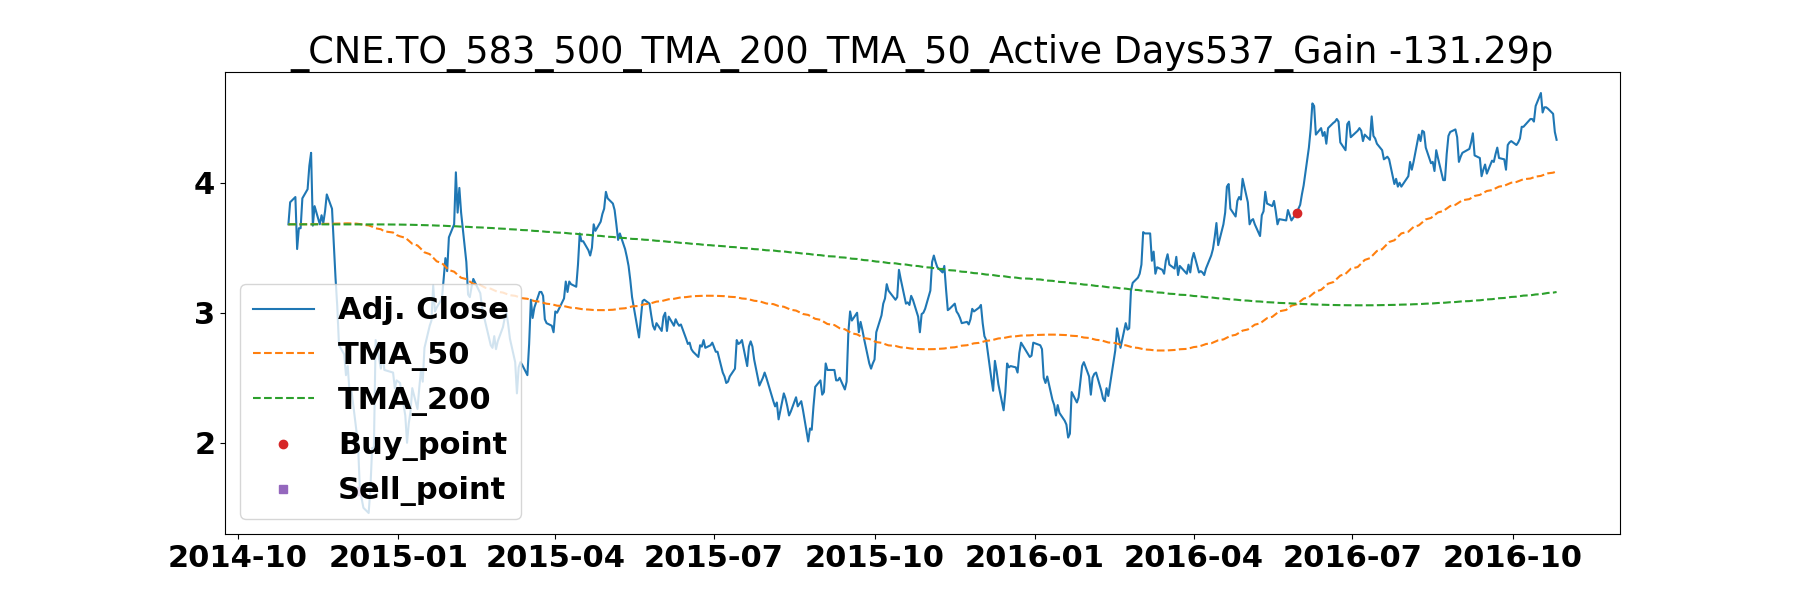 _CNE.TO_583_500_TMA_200_TMA_50_Active Days537_Gain -131.29p
4
3
2
Adj. Close
TMA_50
TMA_200
Buy_point
Sell_point
2014-10 2015-01 2015-04 2015-07 2015-10 2016-01 2016-04 2016-07 2016-10